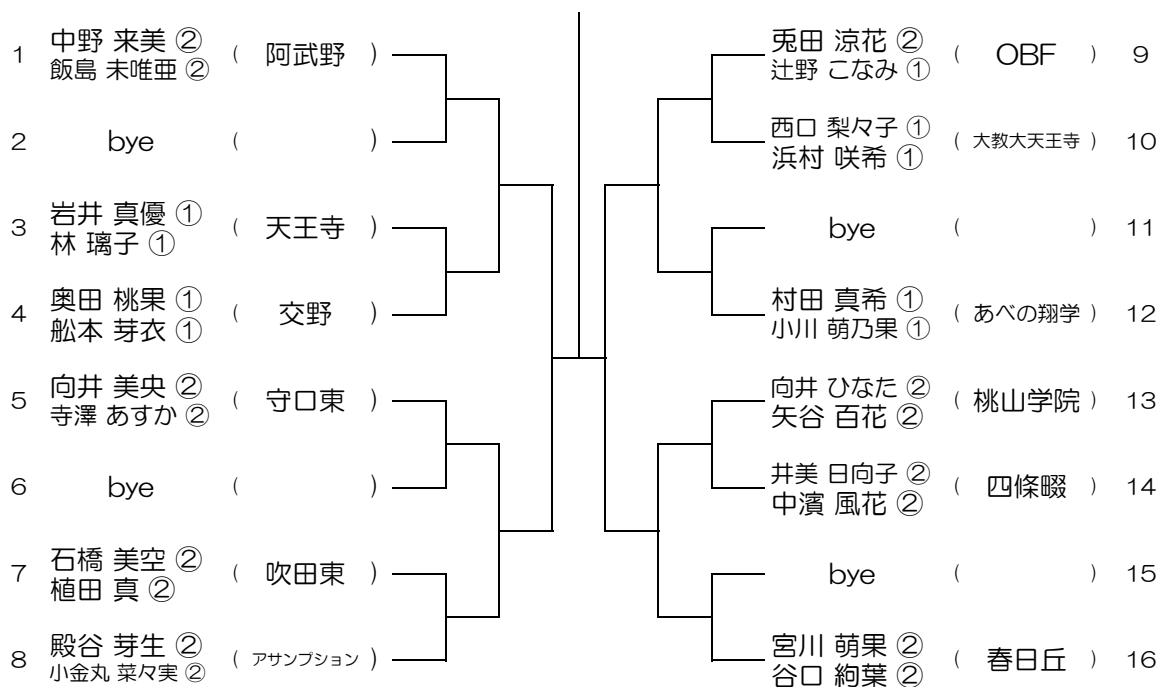 1 中野 来美 ② 飯島 未唯亜 ② ( 阿武野 )
2 bye ( )
3 岩井 真優 ① 林 璃子 ① ( 天王寺 )
4 奥田 桃果 ① 舩本 芽衣 ① ( 交野 )
5 向井 美央 ② 寺澤 あすか ② ( 守口東 )
6 bye ( )
7 石橋 美空 ② 植田 真 ② ( 吹田東 )
8 殿谷 芽生 ② 小金丸 菜々実 ② ( アサンプション )
兎田 涼花 ② 辻野 こなみ ① ( OBF ) 9
西口 梨々子 ① 浜村 咲希 ① ( 大教大天王寺 ) 10
bye ( ) 11
村田 真希 ① 小川 萌乃果 ① ( あべの翔学 ) 12
向井 ひなた ② 矢谷 百花 ② ( 桃山学院 ) 13
井美 日向子 ② 中濱 風花 ② ( 四條畷 ) 14
bye ( ) 15
宮川 萌果 ② 谷口 絢葉 ② ( 春日丘 ) 16